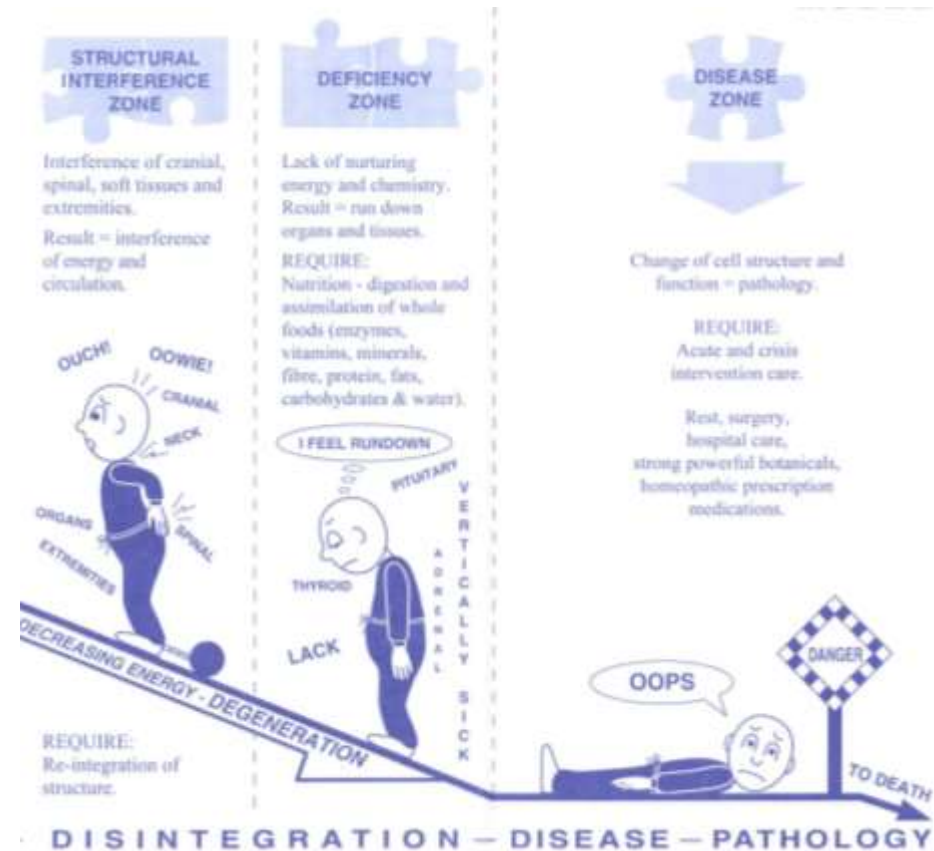 STRUCTURAL
INTERFERENCE
ZONE
Interference of cranial,
spinal, soft tissues and
extremities.
Result = interference
of energy and
circulation.
OUCH!
OOWIE!
CRANIAL
NECK
ORGANS
SPINAL
EXTREMITIES
DECREASING ENERGY - DEGENERATION
REQUIRE:
Re-integration of
structure.
DEFICIENCY
ZONE
Lack of nurturing
energy and chemistry.
Result = run down
organs and tissues.
REQUIRE:
Nutrition - digestion and
assimilation of whole
foods (enzymes,
vitamins, minerals,
fibre, protein, fats,
carbohydrates & water).
I FEEL RUNDOWN
PITUITARY
THYROID
ADRENAL
LACK
VERTICALLY SICK
DISEASE
ZONE
Change of cell structure and
function = pathology.
REQUIRE:
Acute and crisis
intervention care.
Rest, surgery,
hospital care,
strong powerful botanicals,
homeopathic prescription
medications.
OOPS
DANGER
TO DEATH
DISINTEGRATION – DISEASE – PATHOLOGY